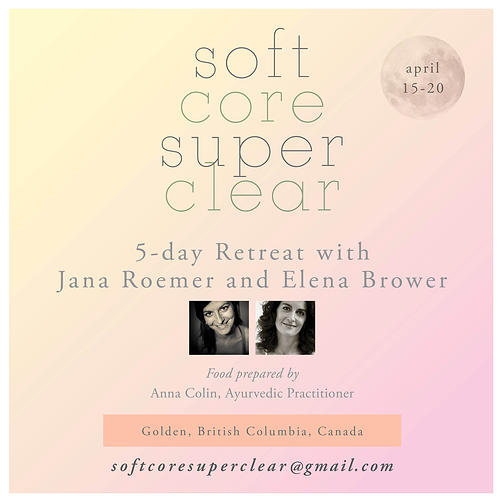 soft
core
super
clear
april
15-20
5-day Retreat with
Jana Roemer and Elena Brower
Food prepared by
Anna Colin, Ayurvedic Practitioner
Golden, British Columbia, Canada
softcoresuperclear@gmail.com